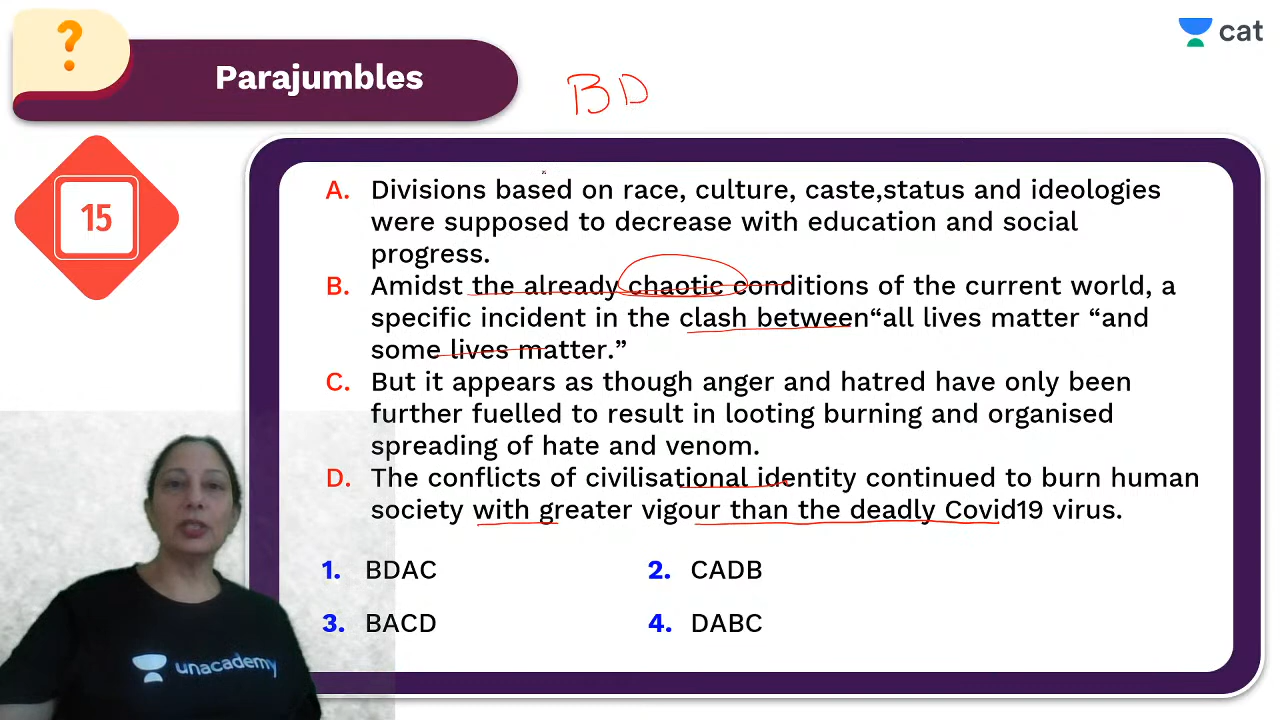 ?
Parajumbles
BD
cat
15
A. Divisions based on race, culture, caste,status and ideologies
were supposed to decrease with education and social
progress.
B. Amidst the already chaotic conditions of the current world, a
specific incident in the clash between“all lives matter “and
some lives matter.”
C. But it appears as though anger and hatred have only been
further fuelled to result in looting burning and organised
spreading of hate and venom.
D. The conflicts of civilisational identity continued to burn human
society with greater vigour than the deadly Covid19 virus.
1. BDAC 2. CADB
3. BACD 4. DABC
unacademy